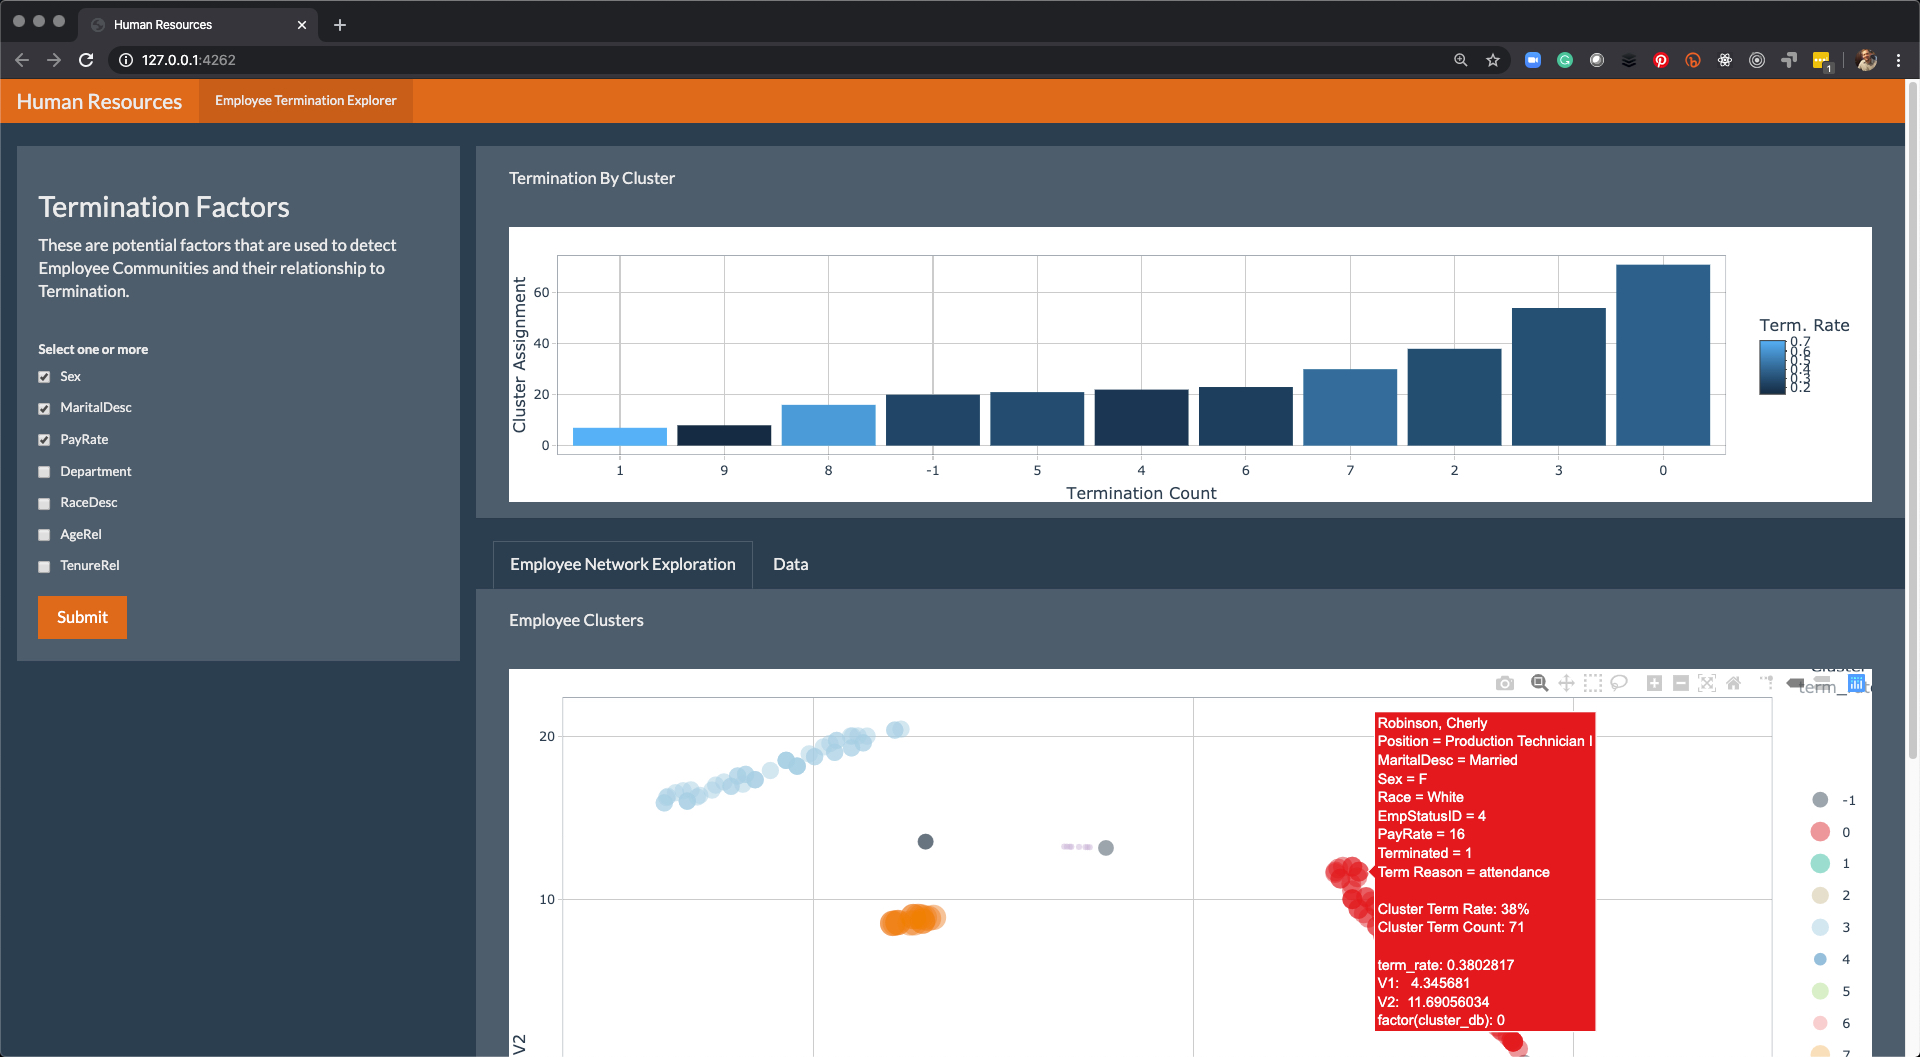 Human Resources
127.0.0.1:4262
1
Human Resources
Employee Termination Explorer
Termination Factors
These are potential factors that are used to detect
Employee Communities and their relationship to
Termination.
Select one or more
Sex
MaritalDesc
PayRate
Department
RaceDesc
AgeRel
TenureRel
Submit
Termination By Cluster
Cluster Assignment
60
40
20
0
1 9 8 -1 5 4 6 7 2 3 0
Termination Count
Term. Rate
0.7
0.6
0.5
0.4
0.3
0.2
Employee Network Exploration
Data
Employee Clusters
Cluster
term_rate
20
10
V2
Robinson, Cherly
Position = Production Technician I
MaritalDesc = Married
Sex = F
Race = White
EmpStatusID = 4
PayRate = 16
Terminated = 1
Term Reason = attendance
Cluster Term Rate: 38%
Cluster Term Count: 71
term_rate: 0.3802817
V1: 4.345681
V2: 11.69056034
factor(cluster_db): 0
-1
0
1
2
3
4
5
6
7